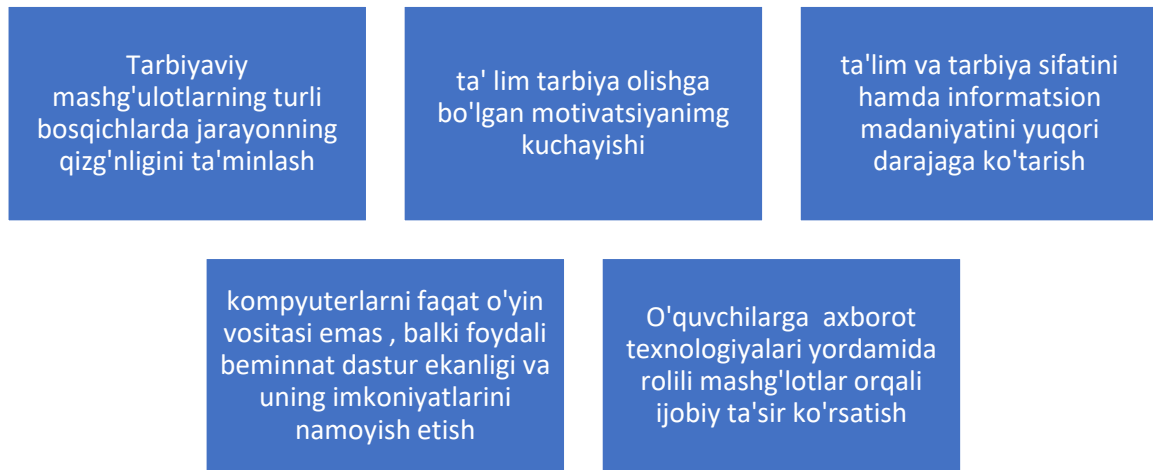 Tarbiyaviy
mashg'ulotlarning turli
bosqichlarda jarayonning
qizg'nligini ta'minlash
ta' lim tarbiya olishga
bo'lgan motivatsiyanimg
kuchayishi
ta'lim va tarbiya sifatini
hamda informatsion
madaniyatini yuqori
darajaga ko'tarish
kompyuterlarni faqat o'yin
vositasi emas , balki foydali
beminnat dastur ekanligi va
uning imkoniyatlarini
namoyish etish
O'quvchilarga axborot
texnologiyalari yordamida
rolili mashg'lotlar orqali
ijobiy ta'sir ko'rsatish